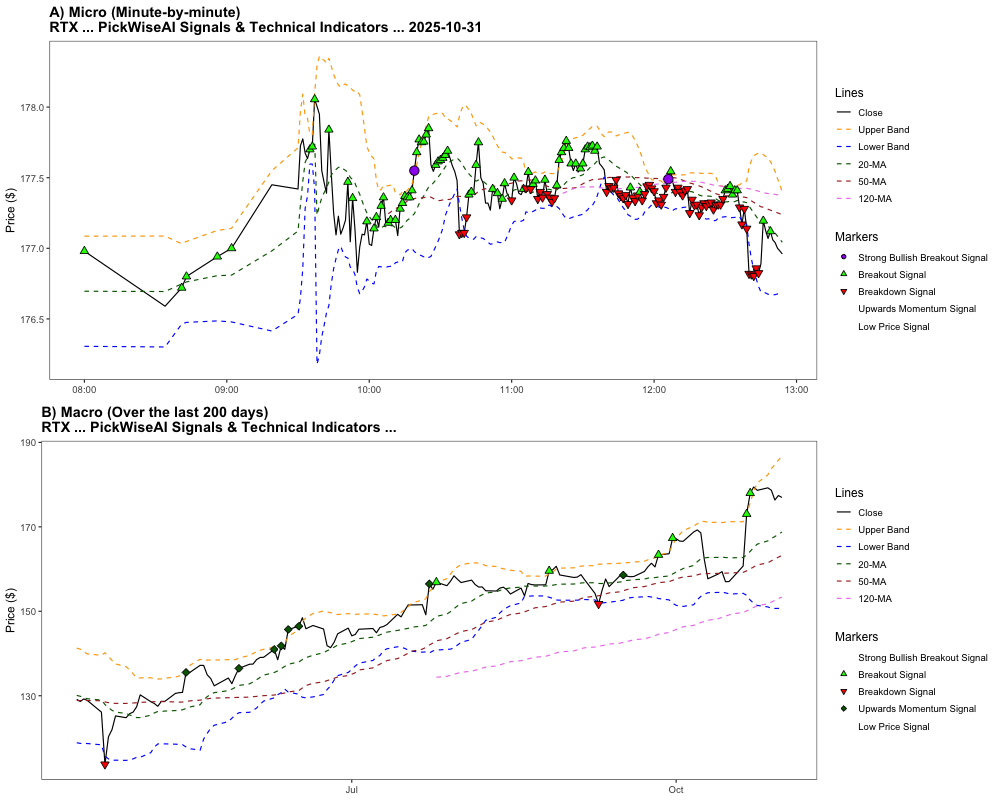 A) Micro (Minute-by-minute)
RTX ... PickWiseAI Signals & Technical Indicators ... 2025-10-31
Price ($)
178.0
177.5
177.0
176.5
08:00 09:00 10:00 11:00 12:00 13:00
Lines
Close
Upper Band
Lower Band
20-MA
50-MA
120-MA
Markers
Strong Bullish Breakout Signal
Breakout Signal
Breakdown Signal
Upwards Momentum Signal
Low Price Signal
B) Macro (Over the last 200 days)
RTX ... PickWiseAI Signals & Technical Indicators ...
Price ($)
190
170
150
130
Jul Oct
Lines
Close
Upper Band
Lower Band
20-MA
50-MA
120-MA
Markers
Strong Bullish Breakout Signal
Breakout Signal
Breakdown Signal
Upwards Momentum Signal
Low Price Signal